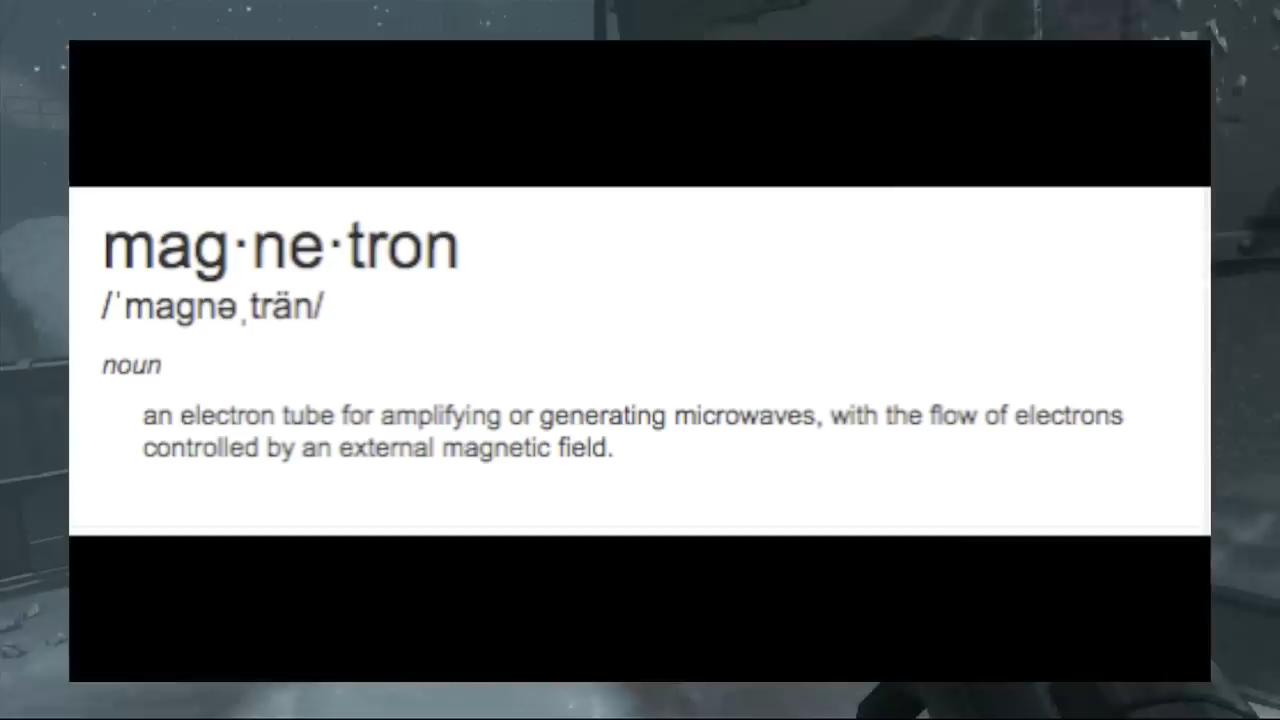 mag·ne·tron
/ˈmagnəˌträn/
noun
an electron tube for amplifying or generating microwaves, with the flow of electrons
controlled by an external magnetic field.